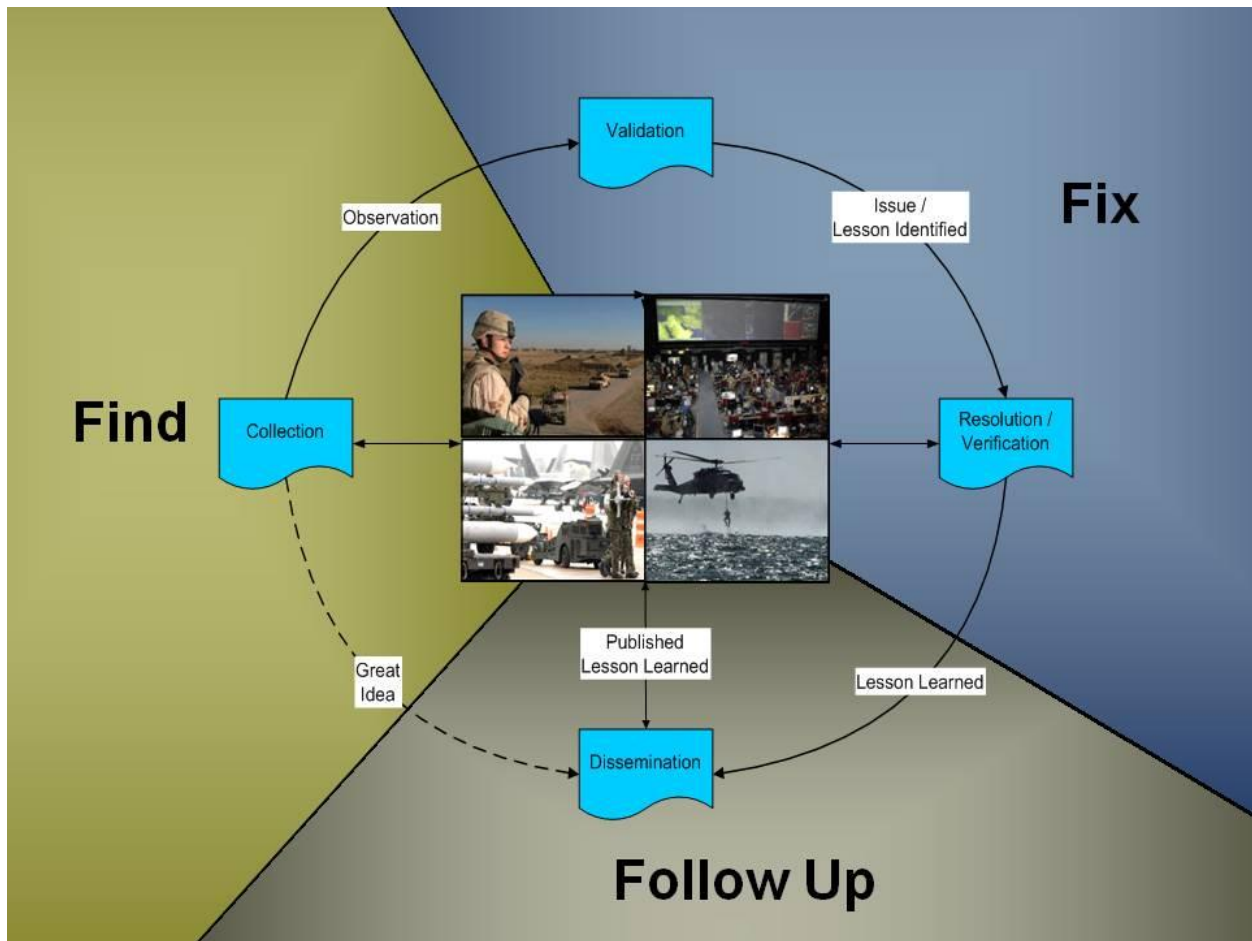 Validation
Fix
Issue /
Lesson Identified
Observation
Find
Collection
Resolution /
Verification
Published
Lesson Learned
Great
Idea
Lesson Learned
Dissemination
Follow Up